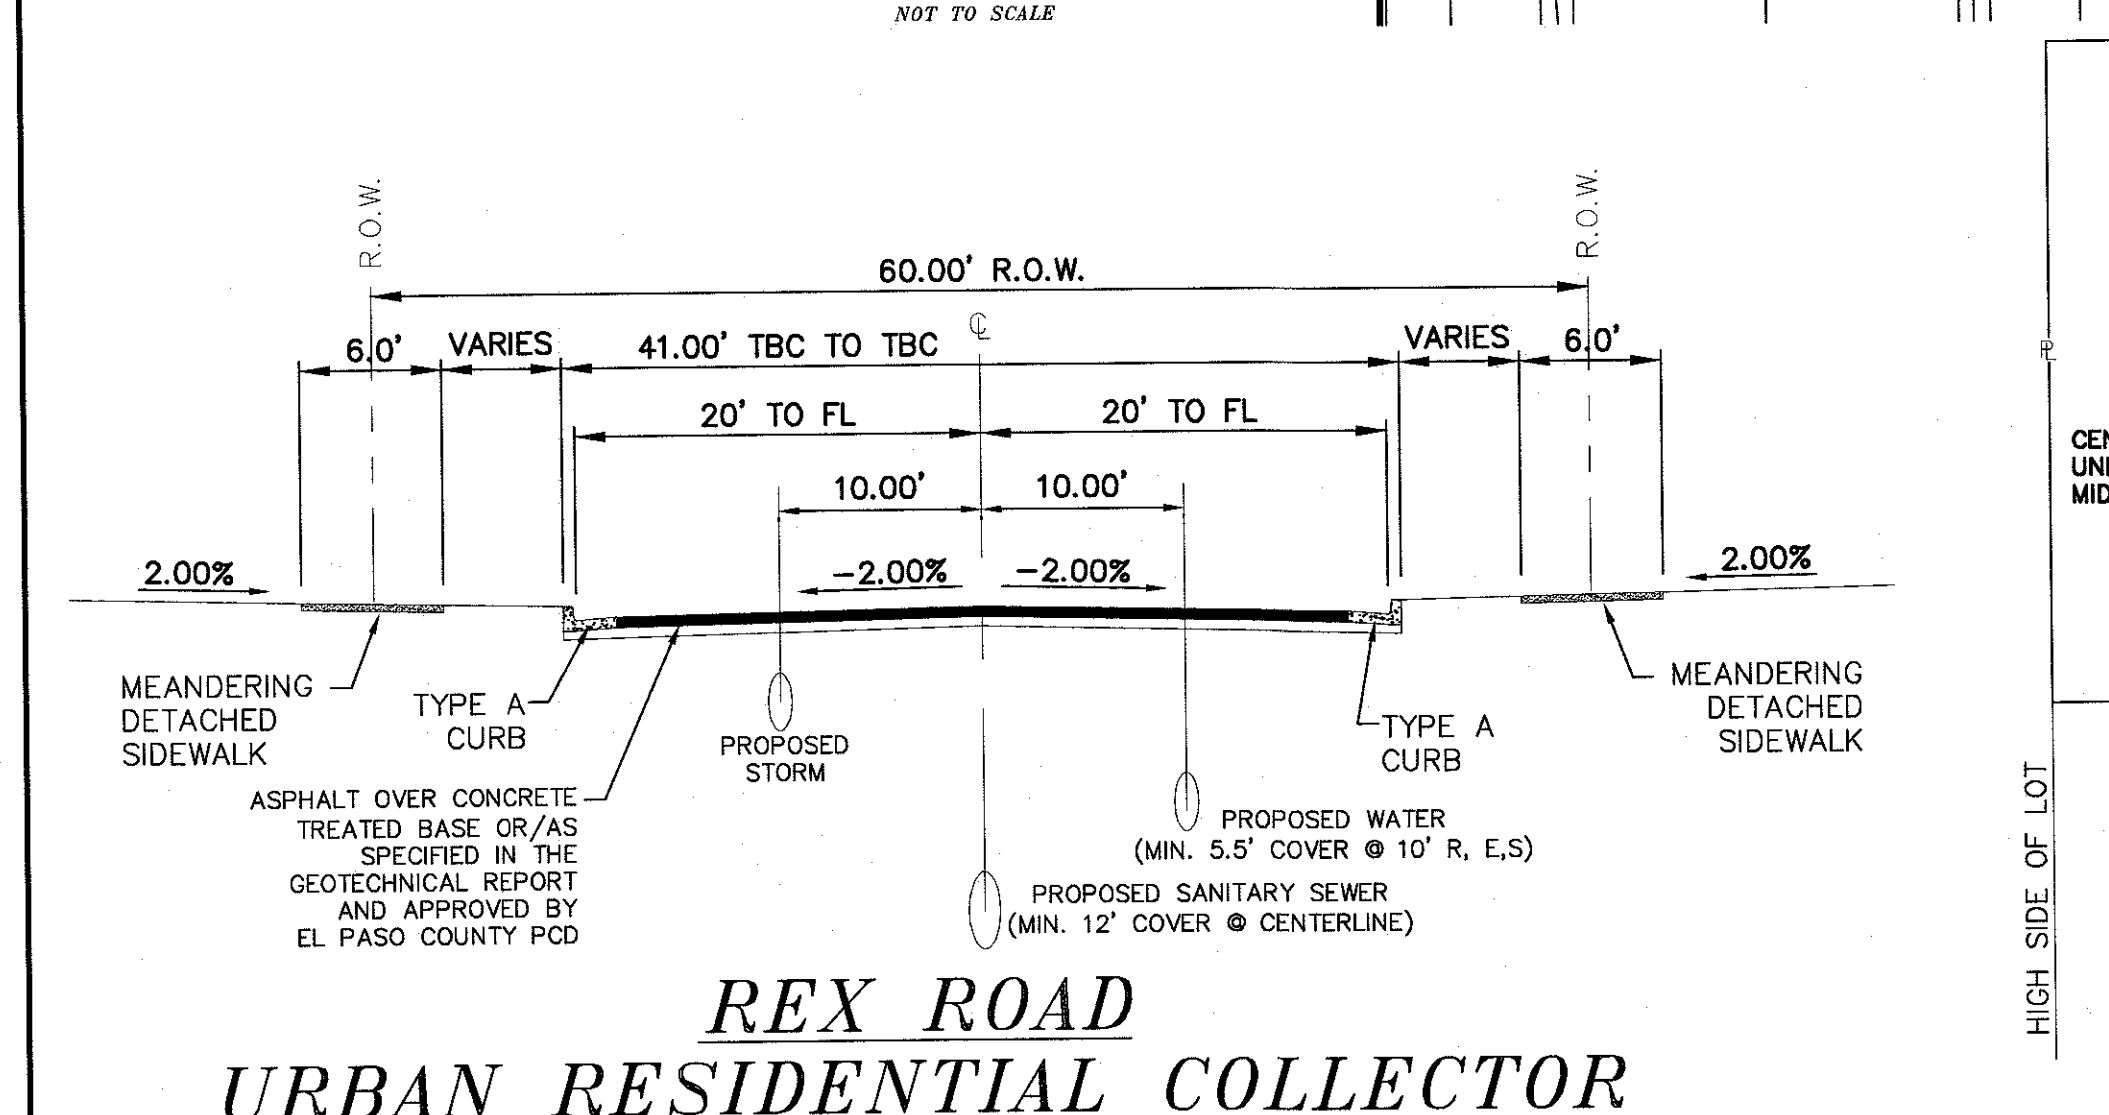 NOT TO SCALE
R.O.W.
R.O.W.
60.00' R.O.W.
℄
6.0'
VARIES
41.00' TBC TO TBC
VARIES
6.0'
20' TO FL
20' TO FL
10.00'
10.00'
2.00%
-2.00%
-2.00%
2.00%
MEANDERING
DETACHED
SIDEWALK
TYPE A
CURB
PROPOSED
STORM
TYPE A
CURB
MEANDERING
DETACHED
SIDEWALK
ASPHALT OVER CONCRETE
TREATED BASE OR/AS
SPECIFIED IN THE
GEOTECHNICAL REPORT
AND APPROVED BY
EL PASO COUNTY PCD
PROPOSED WATER
(MIN. 5.5' COVER @ 10' R, E,S)
PROPOSED SANITARY SEWER
(MIN. 12' COVER @ CENTERLINE)
REX ROAD
URBAN RESIDENTIAL COLLECTOR
PL
HIGH SIDE OF LOT